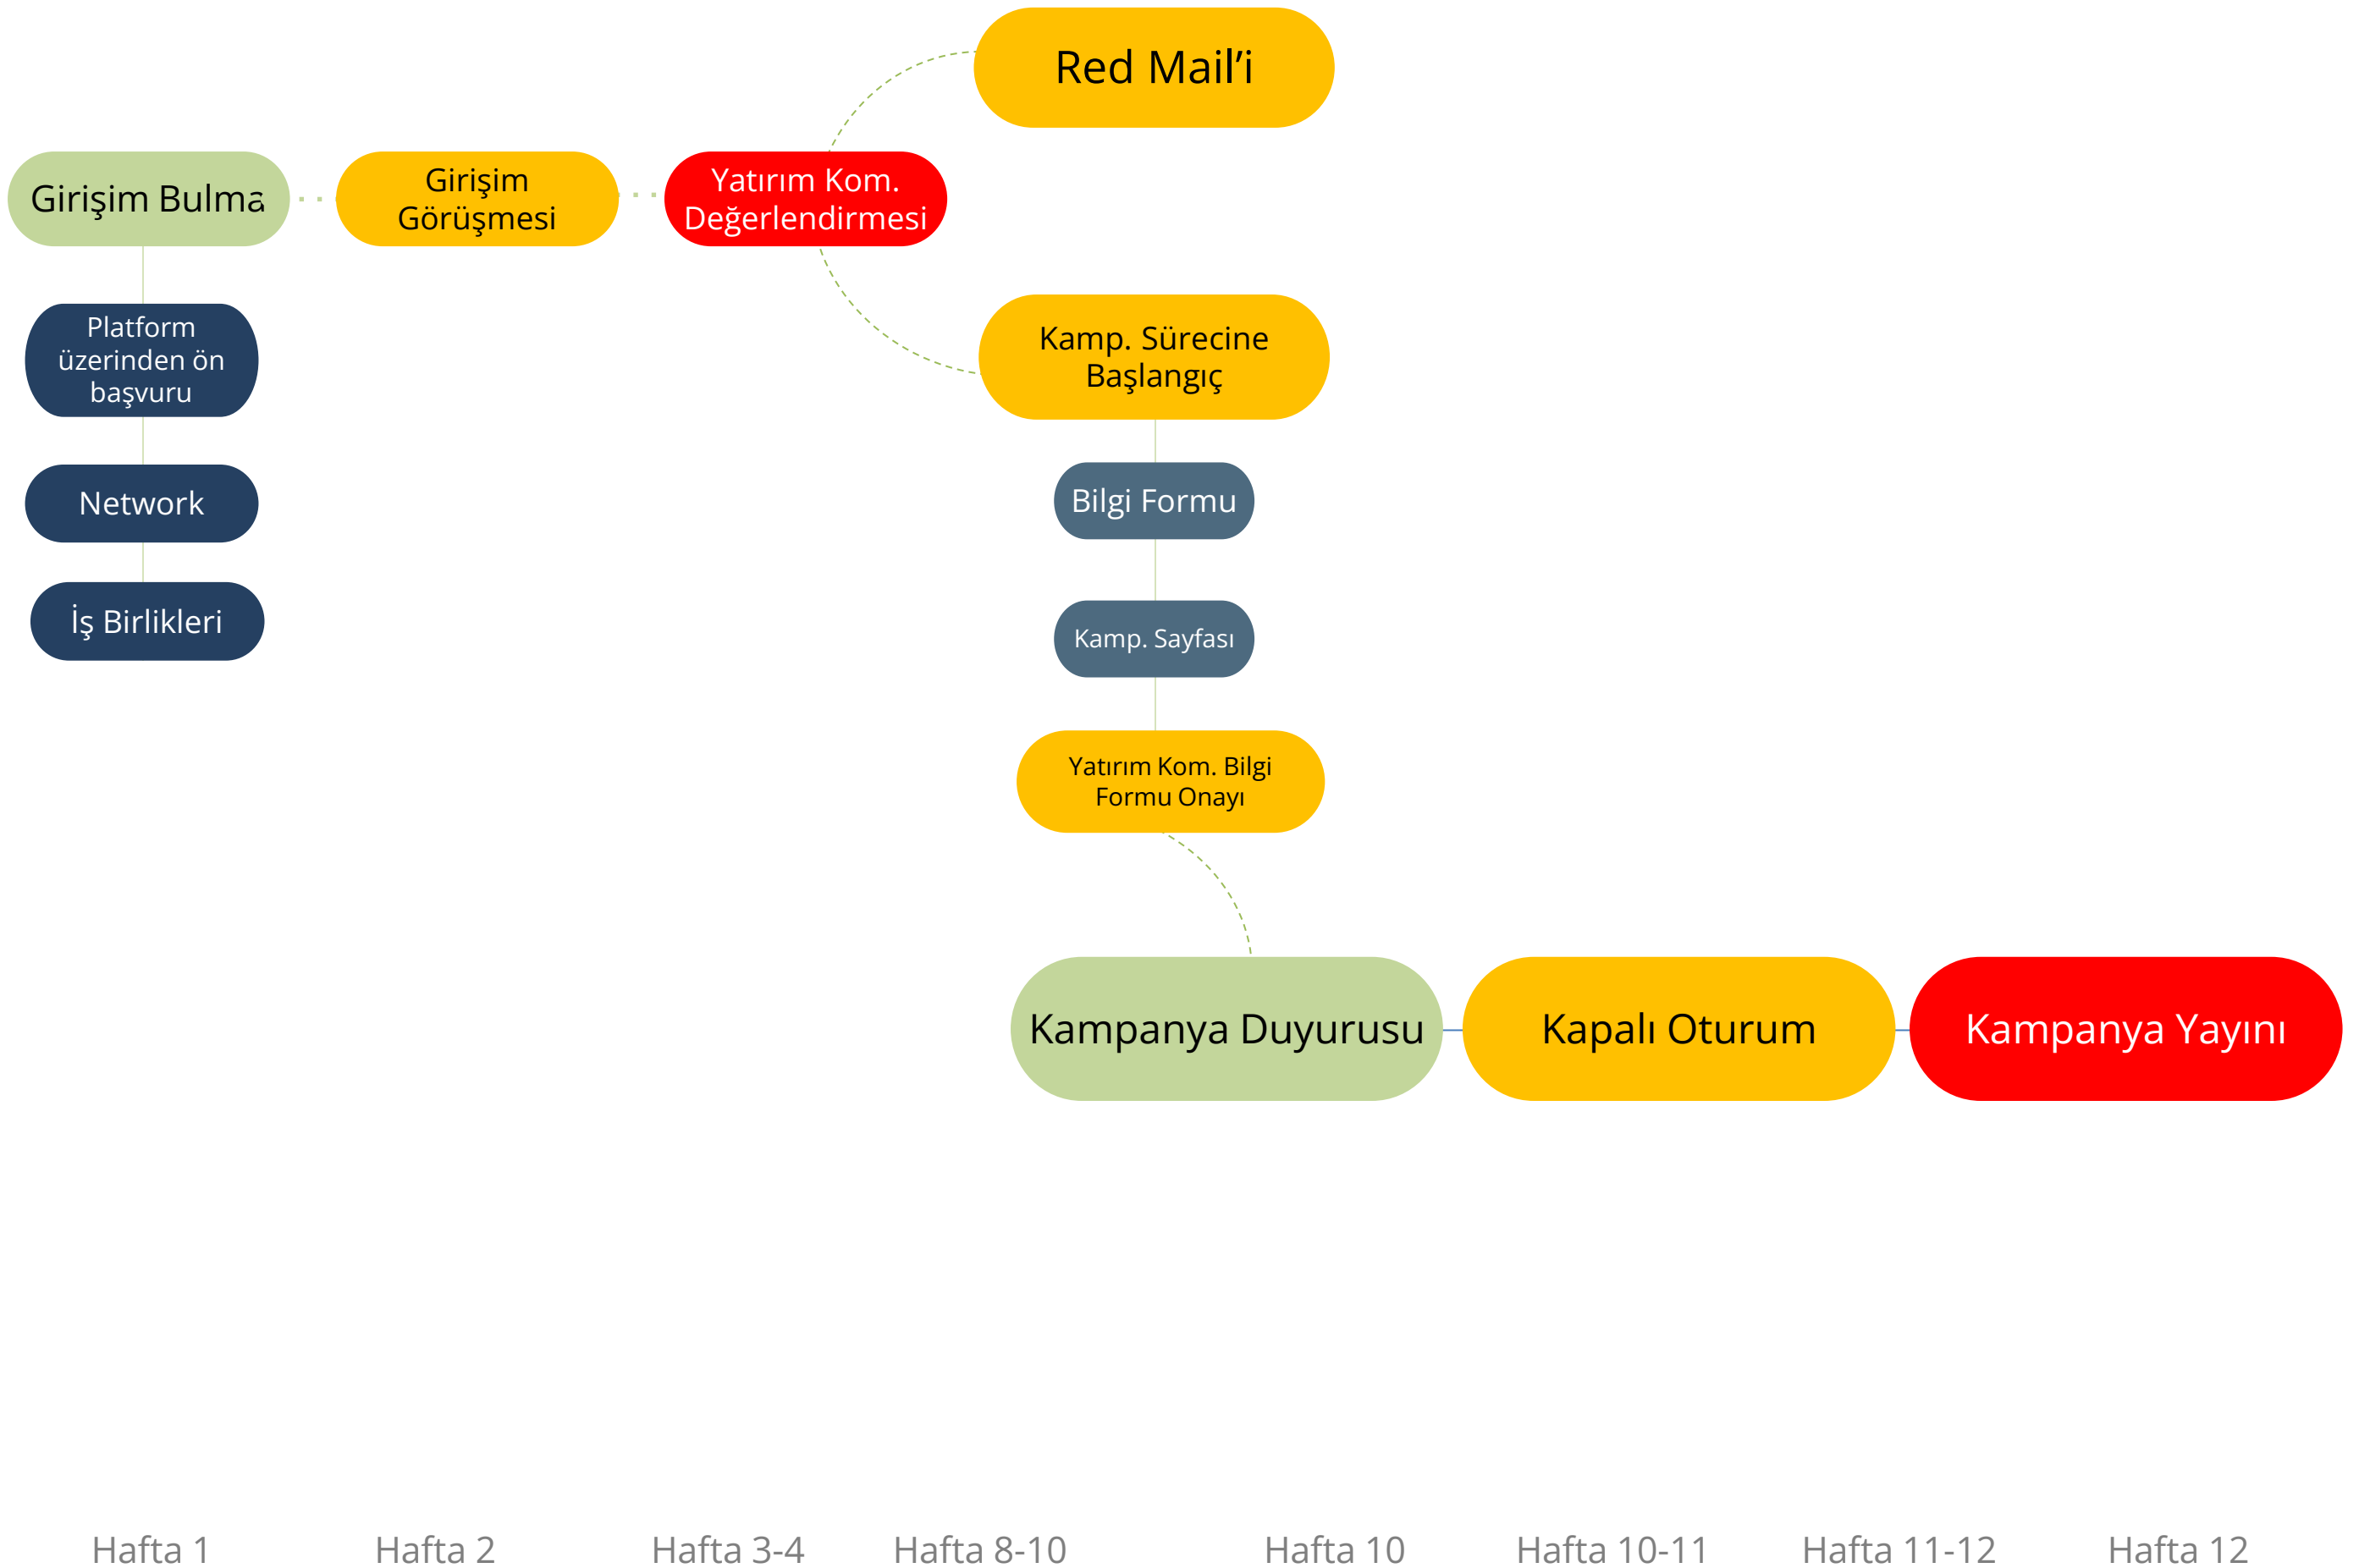 Red Mail’i
Girişim Bulma
Girişim
Görüşmesi
Yatırım Kom.
Değerlendirmesi
Platform
üzerinden ön
başvuru
Network
İş Birlikleri
Kamp. Sürecine
Başlangıç
Bilgi Formu
Kamp. Sayfası
Yatırım Kom. Bilgi
Formu Onayı
Kampanya Duyurusu
Kapalı Oturum
Kampanya Yayını
Hafta 1
Hafta 2
Hafta 3-4
Hafta 8-10
Hafta 10
Hafta 10-11
Hafta 11-12
Hafta 12